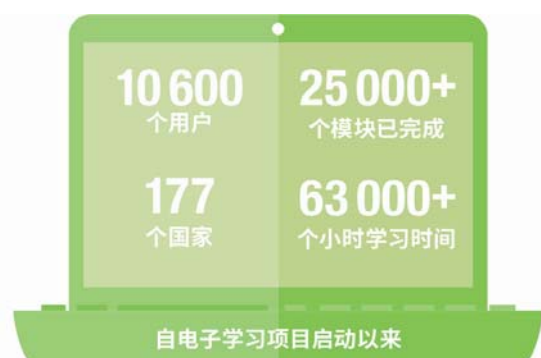 10 600
个用户
25 000+
个模块已完成
177
个国家
63 000+
个小时学习时间
自电子学习项目启动以来